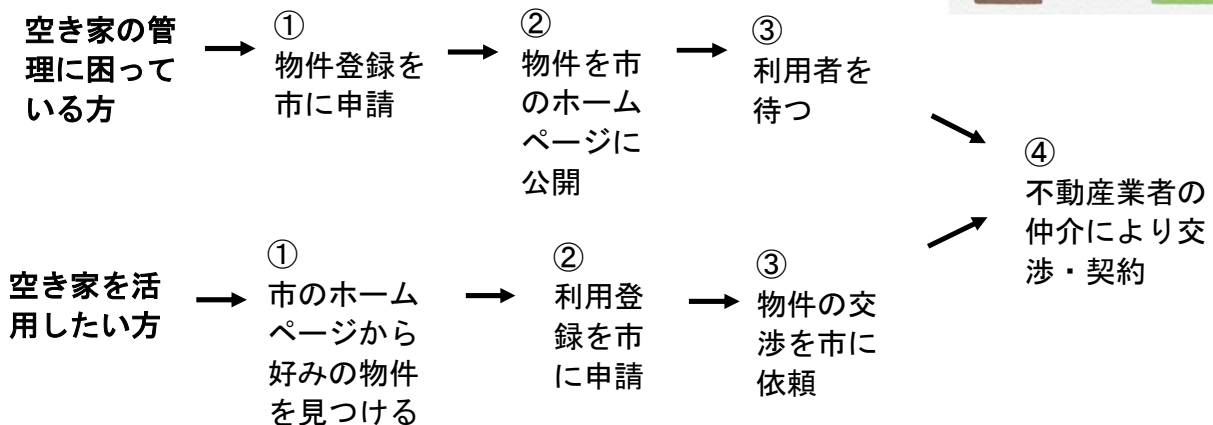 空き家の管
理に困って
いる方
①
物件登録を
市に申請
②
物件を市
のホーム
ページに
公開
③
利用者を
待つ
④
不動産業者の
仲介により交
渉・契約
空き家を活
用したい方
①
市のホーム
ページから
好みの物件
を見つける
②
利用登
録を市
に申請
③
物件の交
渉を市に
依頼